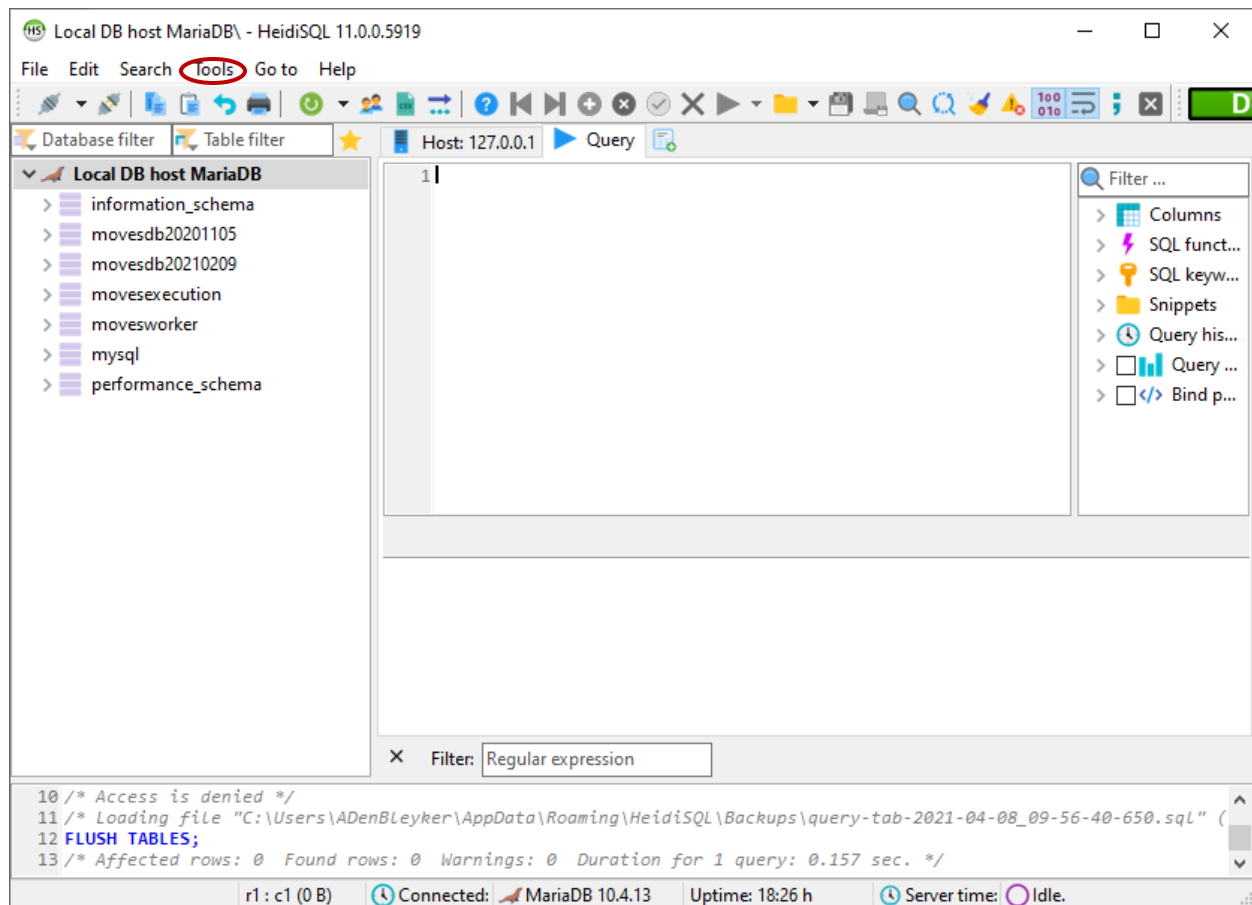 HS Local DB host MariaDB\ - HeidiSQL 11.0.0.5919
File Edit Search Tools Go to Help
CSV 100 010 ; D
Database filter Table filter Host: 127.0.0.1 Query
Local DB host MariaDB 1 Filter ...
information_schema Columns
movesdb20201105 SQL funct...
movesdb20210209 SQL keyw...
movesexecution Snippets
movesworker Query his...
mysql Query ...
performance_schema </> Bind p...
Filter: Regular expression
10 /* Access is denied */
11 /* Loading file "C:\Users\ADenBleyker\AppData\Roaming\HeidiSQL\Backups\query-tab-2021-04-08_09-56-40-650.sql" (
12 FLUSH TABLES;
13 /* Affected rows: 0 Found rows: 0 Warnings: 0 Duration for 1 query: 0.157 sec. */
r1 : c1 (0 B) Connected: MariaDB 10.4.13 Uptime: 18:26 h Server time: Idle.